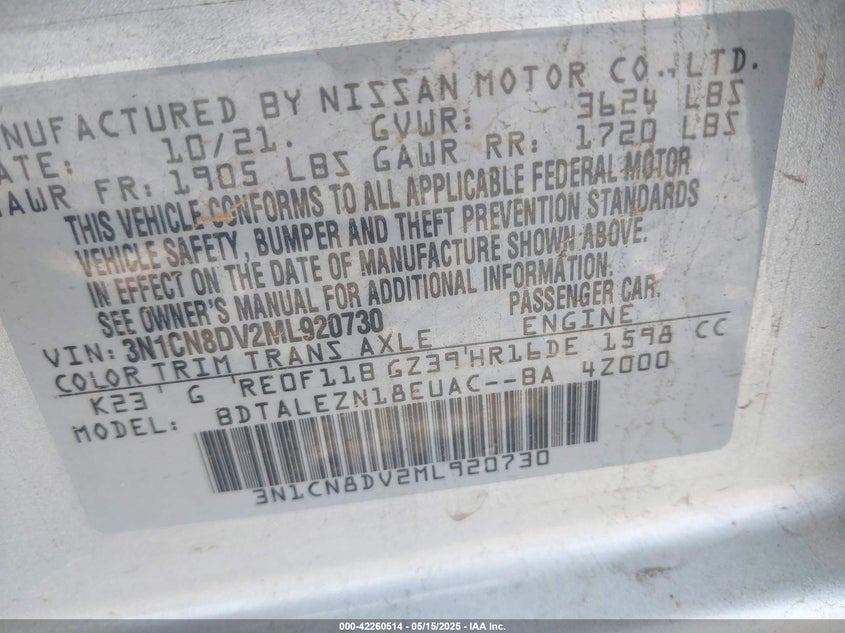 NUFACTURED BY NISSAN MOTOR CO.,LTD.
ATE: 10/21. GVWR: 3624 LBS
AWR FR: 1905 LBS GAWR RR: 1720 LBS
THIS VEHICLE CONFORMS TO ALL APPLICABLE FEDERAL MOTOR
VEHICLE SAFETY, BUMPER AND THEFT PREVENTION STANDARDS
IN EFFECT ON THE DATE OF MANUFACTURE SHOWN ABOVE.
SEE OWNER'S MANUAL FOR ADDITIONAL INFORMATION.
VIN: 3N1CN8DV2ML920730 PASSENGER CAR.
COLOR TRIM TRANS AXLE ENGINE
K23 G RE0F11B GZ39 HR16DE 1598 CC
MODEL: BDTALEZN18EUAC--BA 4Z000
3N1CN8DV2ML920730
000-42260514 - 05/15/2025 - IAA Inc.